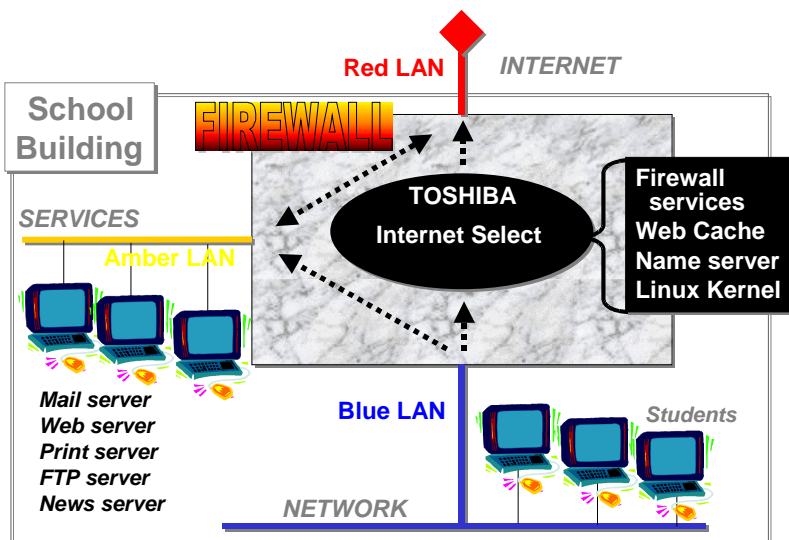 Red LAN
INTERNET
School
Building
FIREWALL
TOSHIBA
Internet Select
Firewall
services
Web Cache
Name server
Linux Kernel
SERVICES
Amber LAN
Mail server
Web server
Print server
FTP server
News server
Blue LAN
Students
NETWORK